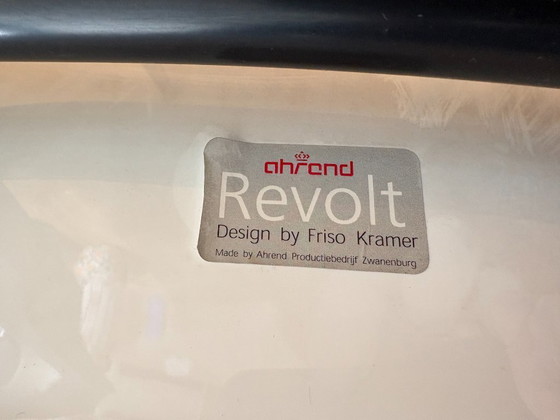 ahrend
Revolt
Design by Friso Kramer
Made by Ahrend Productiebedrijf Zwanenburg